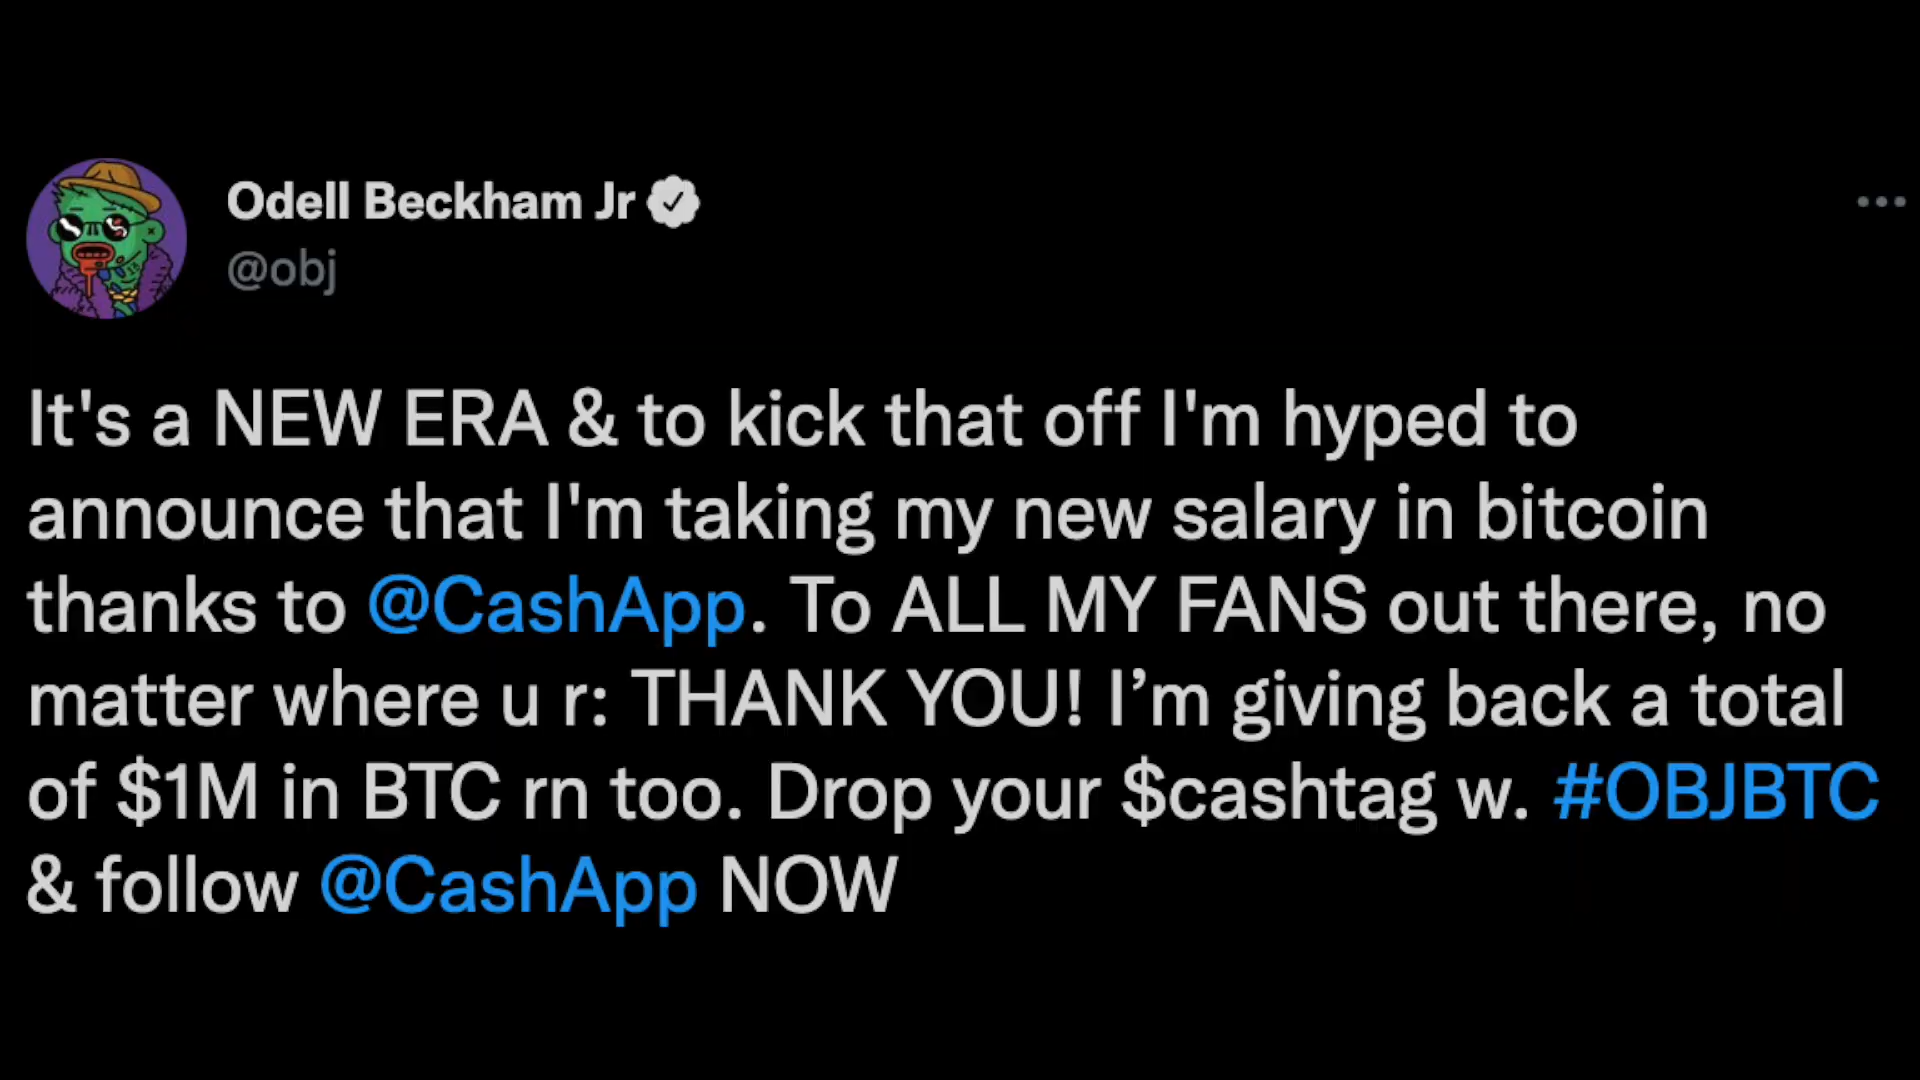 Odell Beckham Jr
@obj
It's a NEW ERA & to kick that off I'm hyped to
announce that I'm taking my new salary in bitcoin
thanks to @CashApp. To ALL MY FANS out there, no
matter where u r: THANK YOU! I’m giving back a total
of $1M in BTC rn too. Drop your $cashtag w. #OBJBTC
& follow @CashApp NOW